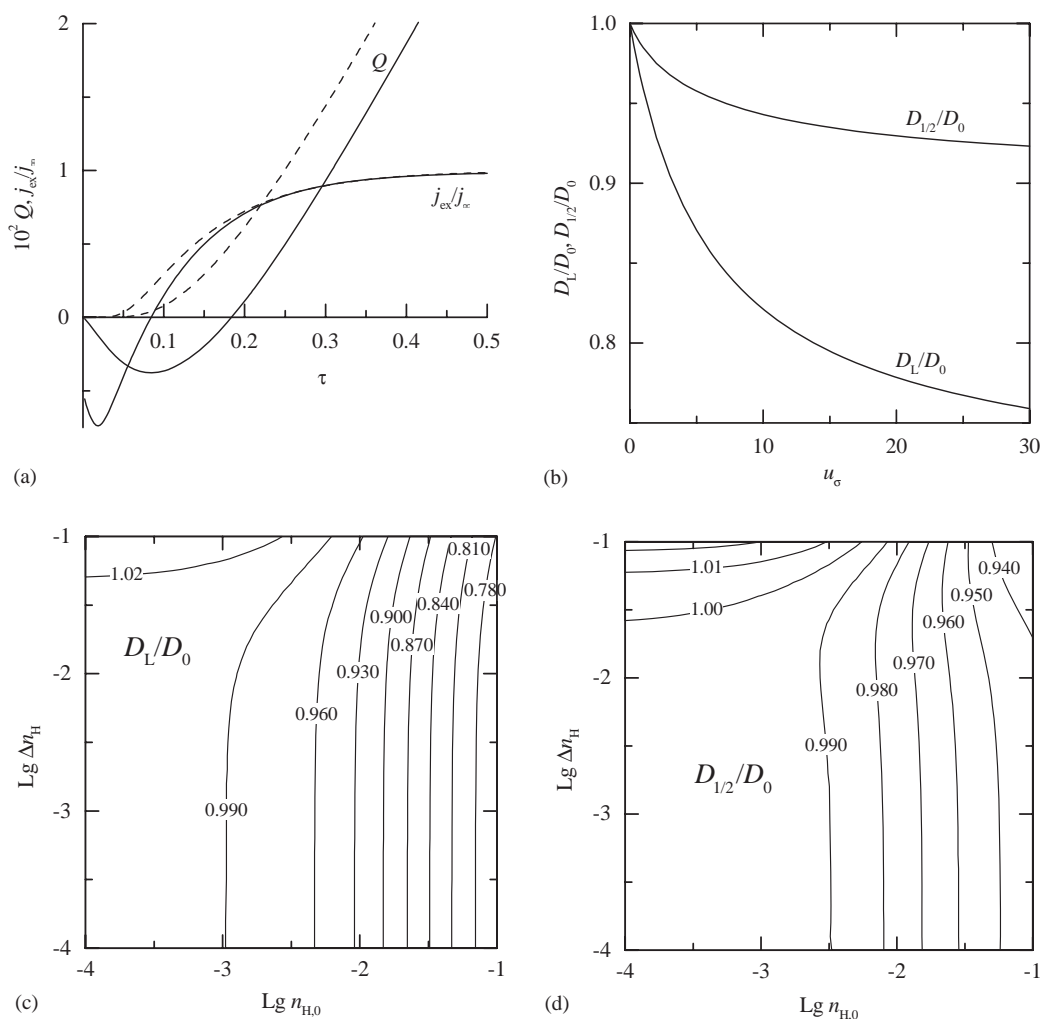 2
1
0
10² Q, j_ex/j_∞
Q
j_ex/j_∞
0.1
0.2
0.3
0.4
0.5
τ
(a)
1.0
0.9
0.8
D_L/D_0, D_1/2/D_0
D_1/2/D_0
D_L/D_0
0
10
20
30
u_σ
(b)
-1
-2
-3
-4
Lg Δn_H
1.02
D_L/D_0
0.990
0.960
0.930
0.900
0.870
0.840
0.810
0.780
-4
-3
-2
-1
Lg n_H,0
(c)
-1
-2
-3
-4
Lg Δn_H
1.01
1.00
0.990
0.980
0.970
0.960
0.950
0.940
D_1/2/D_0
-4
-3
-2
-1
Lg n_H,0
(d)